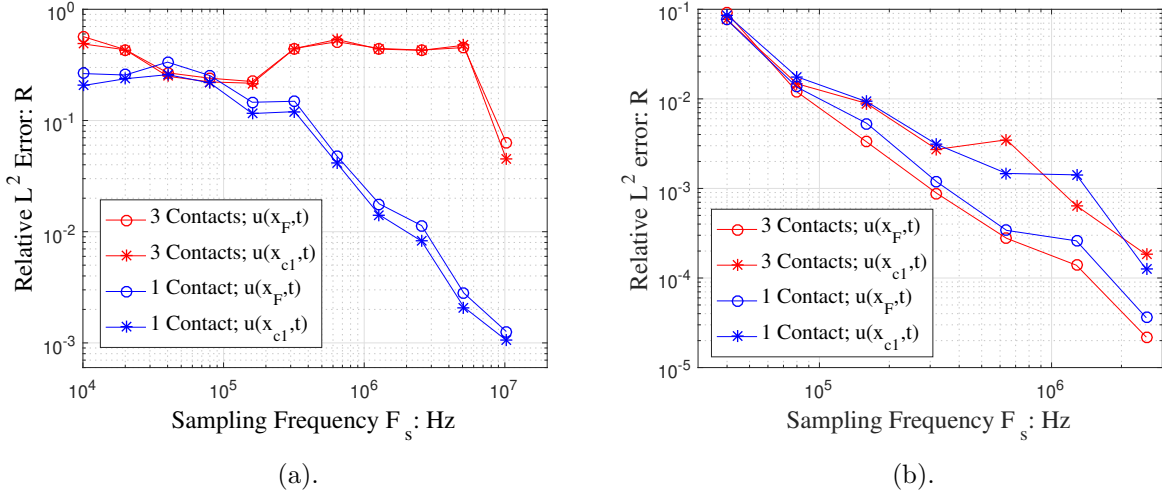 10^0
10^-1
10^-2
10^-3
Relative L^2 Error: R
3 Contacts; u(x_F,t)
3 Contacts; u(x_c1,t)
1 Contact; u(x_F,t)
1 Contact; u(x_c1,t)
10^4 10^5 10^6 10^7
Sampling Frequency F_s: Hz
(a).
10^-1
10^-2
10^-3
10^-4
10^-5
Relative L^2 error: R
3 Contacts; u(x_F,t)
3 Contacts; u(x_c1,t)
1 Contact; u(x_F,t)
1 Contact; u(x_c1,t)
10^5 10^6
Sampling Frequency F_s: Hz
(b).